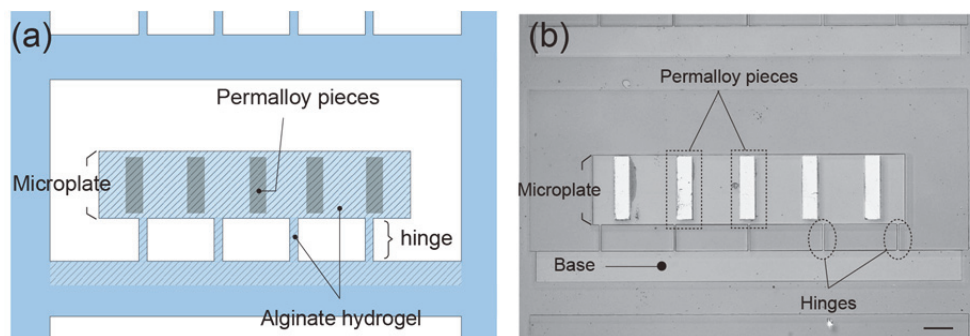 (a)
Permalloy pieces
Microplate
hinge
Alginate hydrogel
(b)
Permalloy pieces
Microplate
Base
Hinges